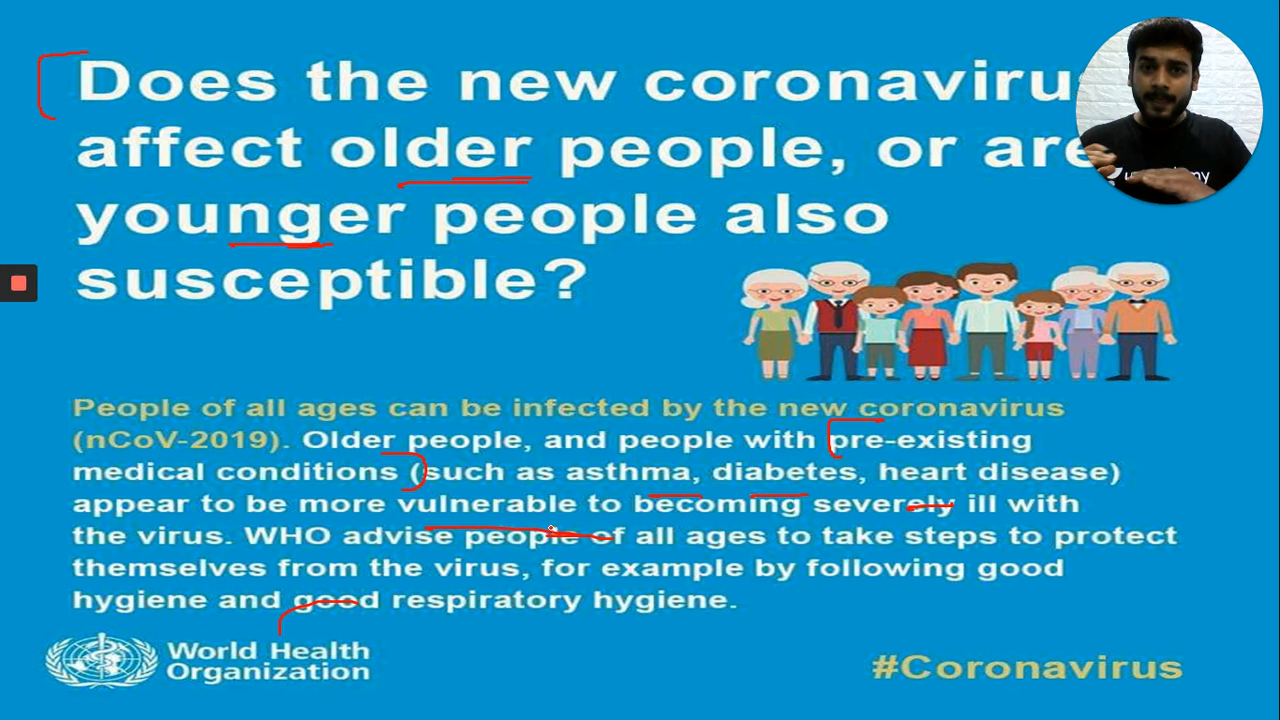 Does the new coronaviru
affect older people, or are
younger people also
susceptible?
People of all ages can be infected by the new coronavirus
(nCoV-2019). Older people, and people with pre-existing
medical conditions (such as asthma, diabetes, heart disease)
appear to be more vulnerable to becoming severely ill with
the virus. WHO advise people of all ages to take steps to protect
themselves from the virus, for example by following good
hygiene and good respiratory hygiene.
World Health
Organization
#Coronavirus